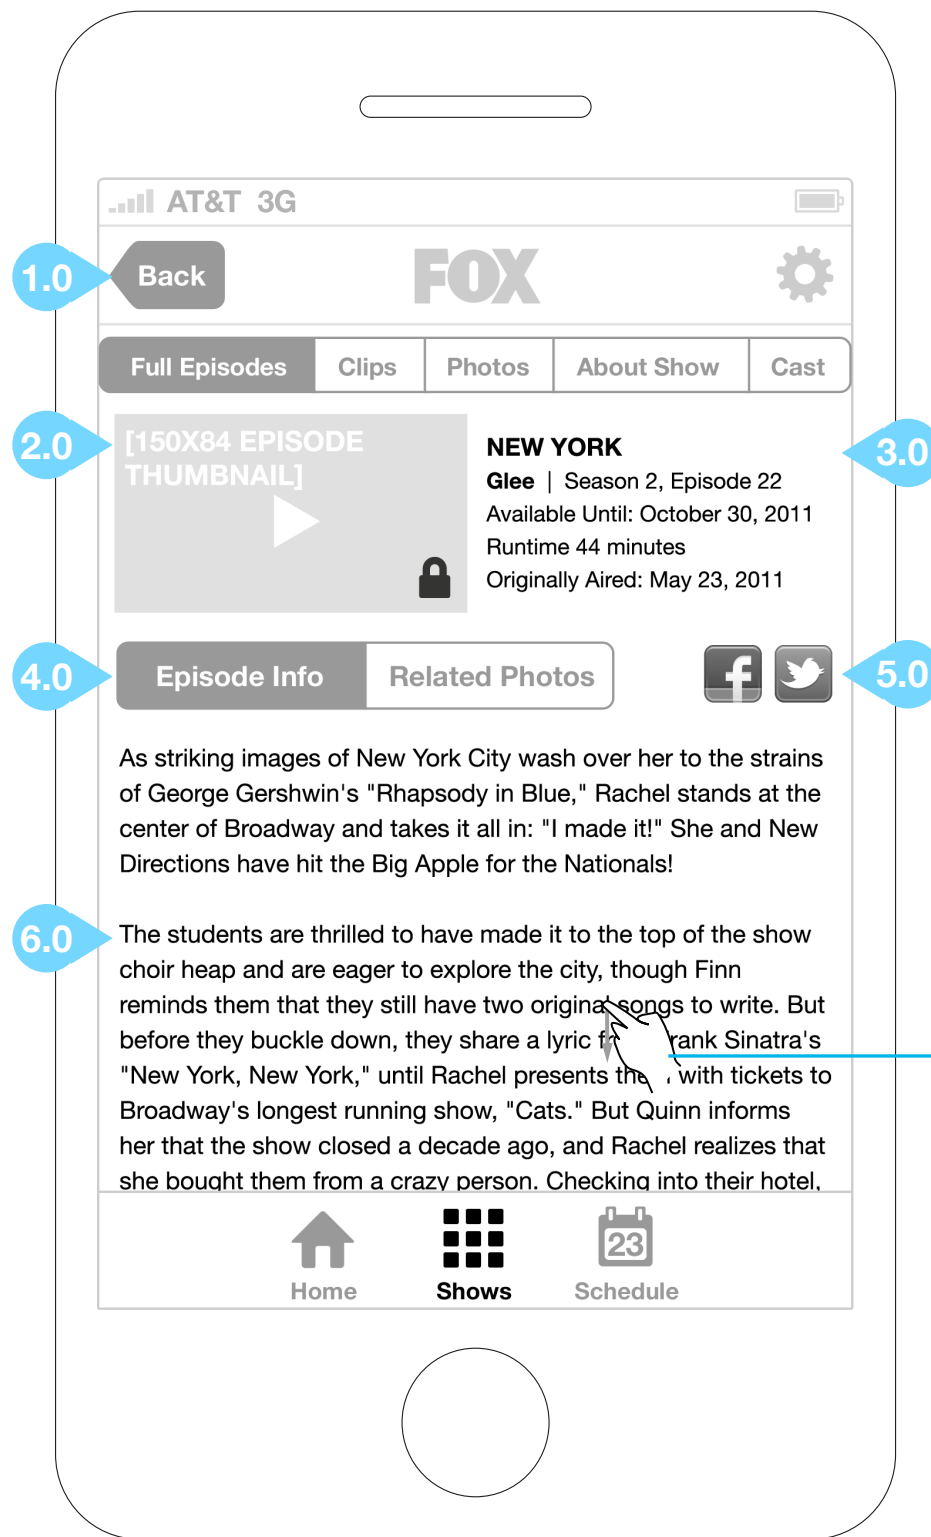 AT&T 3G
1.0
Back
FOX
Full Episodes Clips Photos About Show Cast
2.0
[150X84 EPISODE
THUMBNAIL]
NEW YORK
Glee | Season 2, Episode 22
Available Until: October 30, 2011
Runtime 44 minutes
Originally Aired: May 23, 2011
3.0
4.0
Episode Info Related Photos
f
5.0
As striking images of New York City wash over her to the strains
of George Gershwin's "Rhapsody in Blue," Rachel stands at the
center of Broadway and takes it all in: "I made it!" She and New
Directions have hit the Big Apple for the Nationals!
6.0
The students are thrilled to have made it to the top of the show
choir heap and are eager to explore the city, though Finn
reminds them that they still have two original songs to write. But
before they buckle down, they share a lyric Frank Sinatra's
"New York, New York," until Rachel presents them with tickets to
Broadway's longest running show, "Cats." But Quinn informs
her that the show closed a decade ago, and Rachel realizes that
she bought them from a crazy person. Checking into their hotel,
23
Home Shows Schedule